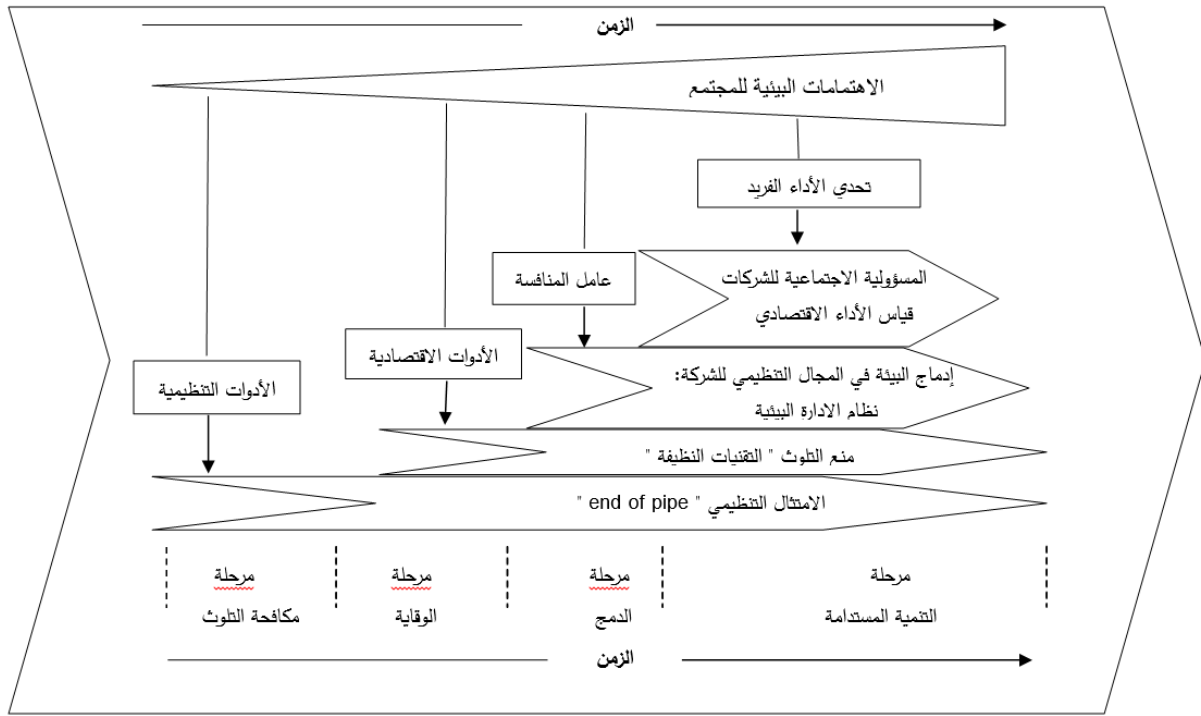 الزمن
الاهتمامات البيئية للمجتمع
تحدي الأداء الفريد
المسؤولية الاجتماعية للشركات
قياس الأداء الاقتصادي
عامل المنافسة
الأدوات الاقتصادية
إدماج البيئة في المجال التنظيمي للشركة:
نظام الادارة البيئية
الأدوات التنظيمية
منع التلوث " التقنيات النظيفة "
الامتثال التنظيمي " end of pipe "
مرحلة
مكافحة التلوث
مرحلة
الوقاية
مرحلة
الدمج
مرحلة
التنمية المستدامة
الزمن